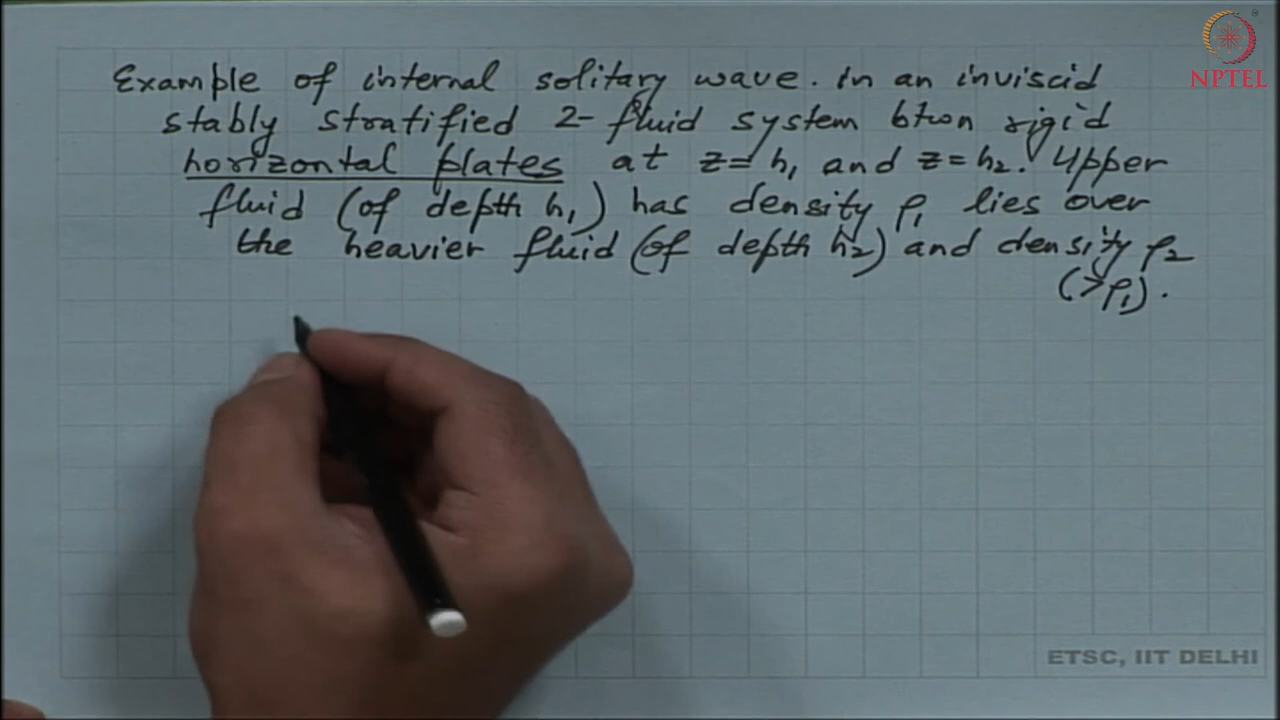 NPTEL
Example of internal solitary wave. In an inviscid
stably stratified 2-fluid system btwn rigid
horizontal plates at z=h₁ and z=h₂. Upper
fluid (of depth h₁) has density ρ₁ lies over
the heavier fluid (of depth h₂) and density ρ₂
(>ρ₁).
ETSC, IIT DELHI